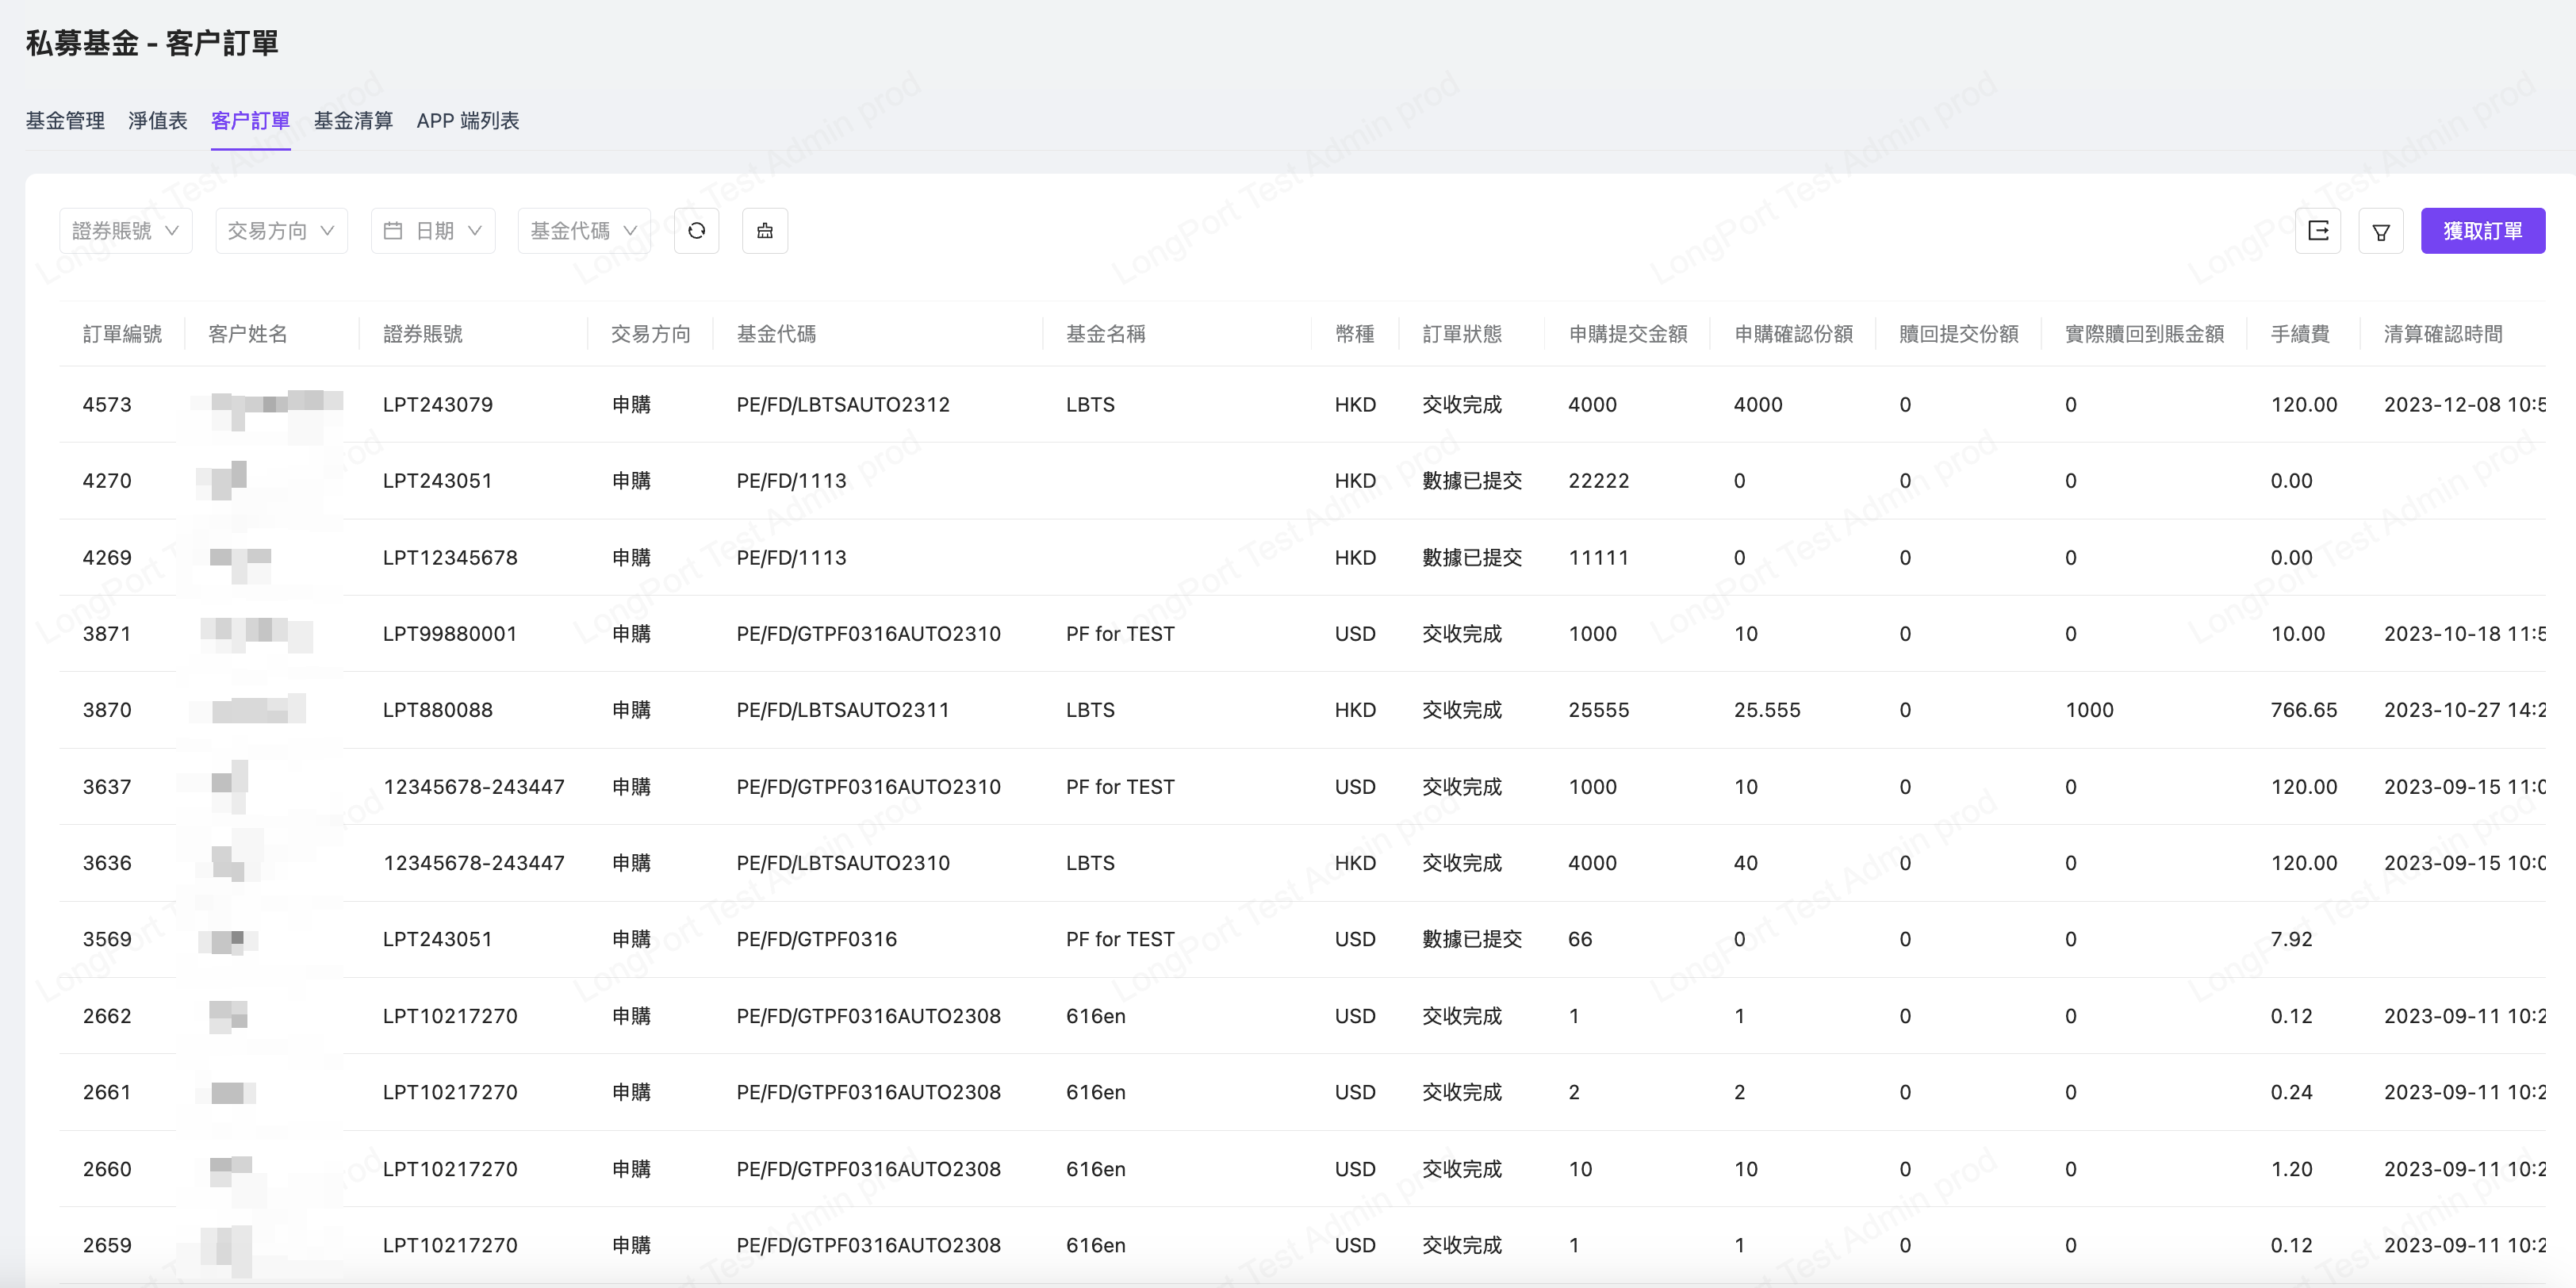 私募基金 - 客户訂單
基金管理 淨值表 客户訂單 基金清算 APP 端列表
證券賬號 交易方向 日期 基金代碼 獲取訂單
訂單編號 客户姓名 證券賬號 交易方向 基金代碼 基金名稱 幣種 訂單狀態 申購提交金額 申購確認份額 贖回提交份額 實際贖回到賬金額 手續費 清算確認時間
4573 LPT243079 申購 PE/FD/LBTSAUTO2312 LBTS HKD 交收完成 4000 4000 0 0 120.00 2023-12-08 10:5
4270 LPT243051 申購 PE/FD/1113 HKD 數據已提交 22222 0 0 0 0.00
4269 LPT12345678 申購 PE/FD/1113 HKD 數據已提交 11111 0 0 0 0.00
3871 LPT99880001 申購 PE/FD/GTPF0316AUTO2310 PF for TEST USD 交收完成 1000 10 0 0 10.00 2023-10-18 11:5
3870 LPT880088 申購 PE/FD/LBTSAUTO2311 LBTS HKD 交收完成 25555 25.555 0 1000 766.65 2023-10-27 14:2
3637 12345678-243447 申購 PE/FD/GTPF0316AUTO2310 PF for TEST USD 交收完成 1000 10 0 0 120.00 2023-09-15 11:0
3636 12345678-243447 申購 PE/FD/LBTSAUTO2310 LBTS HKD 交收完成 4000 40 0 0 120.00 2023-09-15 10:0
3569 LPT243051 申購 PE/FD/GTPF0316 PF for TEST USD 數據已提交 66 0 0 0 7.92
2662 LPT10217270 申購 PE/FD/GTPF0316AUTO2308 616en USD 交收完成 1 1 0 0 0.12 2023-09-11 10:2
2661 LPT10217270 申購 PE/FD/GTPF0316AUTO2308 616en USD 交收完成 2 2 0 0 0.24 2023-09-11 10:2
2660 LPT10217270 申購 PE/FD/GTPF0316AUTO2308 616en USD 交收完成 10 10 0 0 1.20 2023-09-11 10:2
2659 LPT10217270 申購 PE/FD/GTPF0316AUTO2308 616en USD 交收完成 1 1 0 0 0.12 2023-09-11 10:2
LongPort Test Admin prod